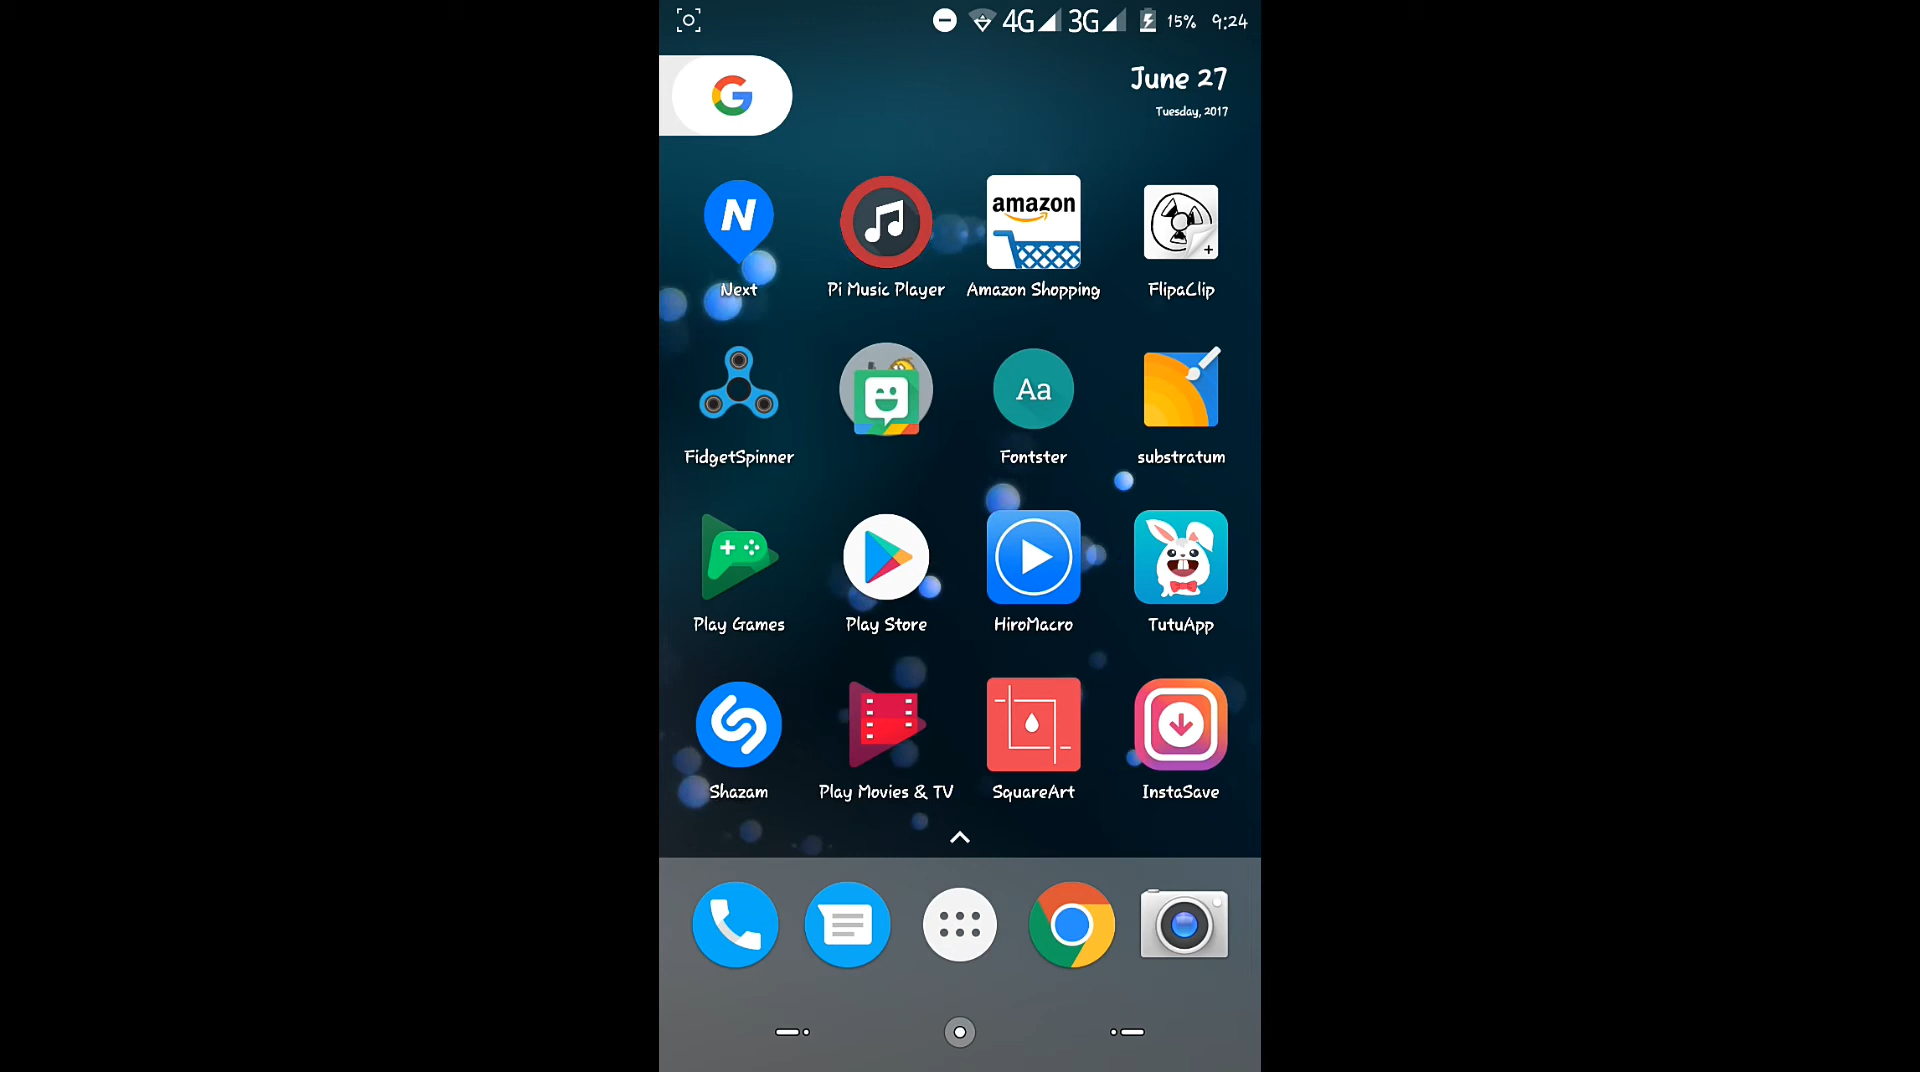 4G 3G 15% 9:24
June 27
Tuesday, 2017
N
amazon
Next Pi Music Player Amazon Shopping FlipaClip
Aa
FidgetSpinner Fontster substratum
Play Games Play Store HiroMacro TutuApp
Shazam Play Movies & TV SquareArt InstaSave